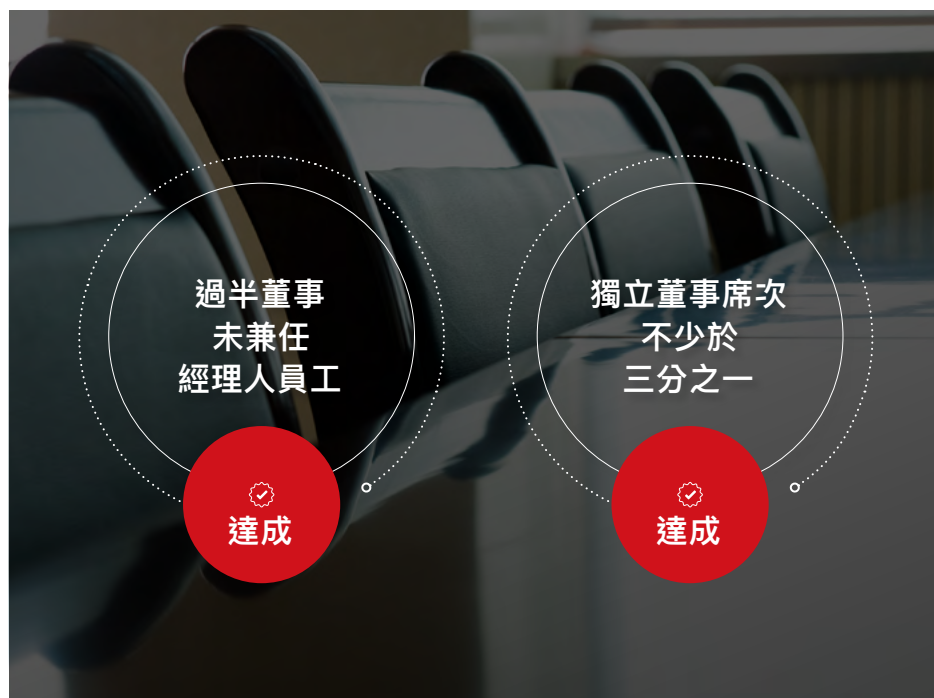 過半董事
未兼任
經理人員工
達成
獨立董事席次
不少於
三分之一
達成